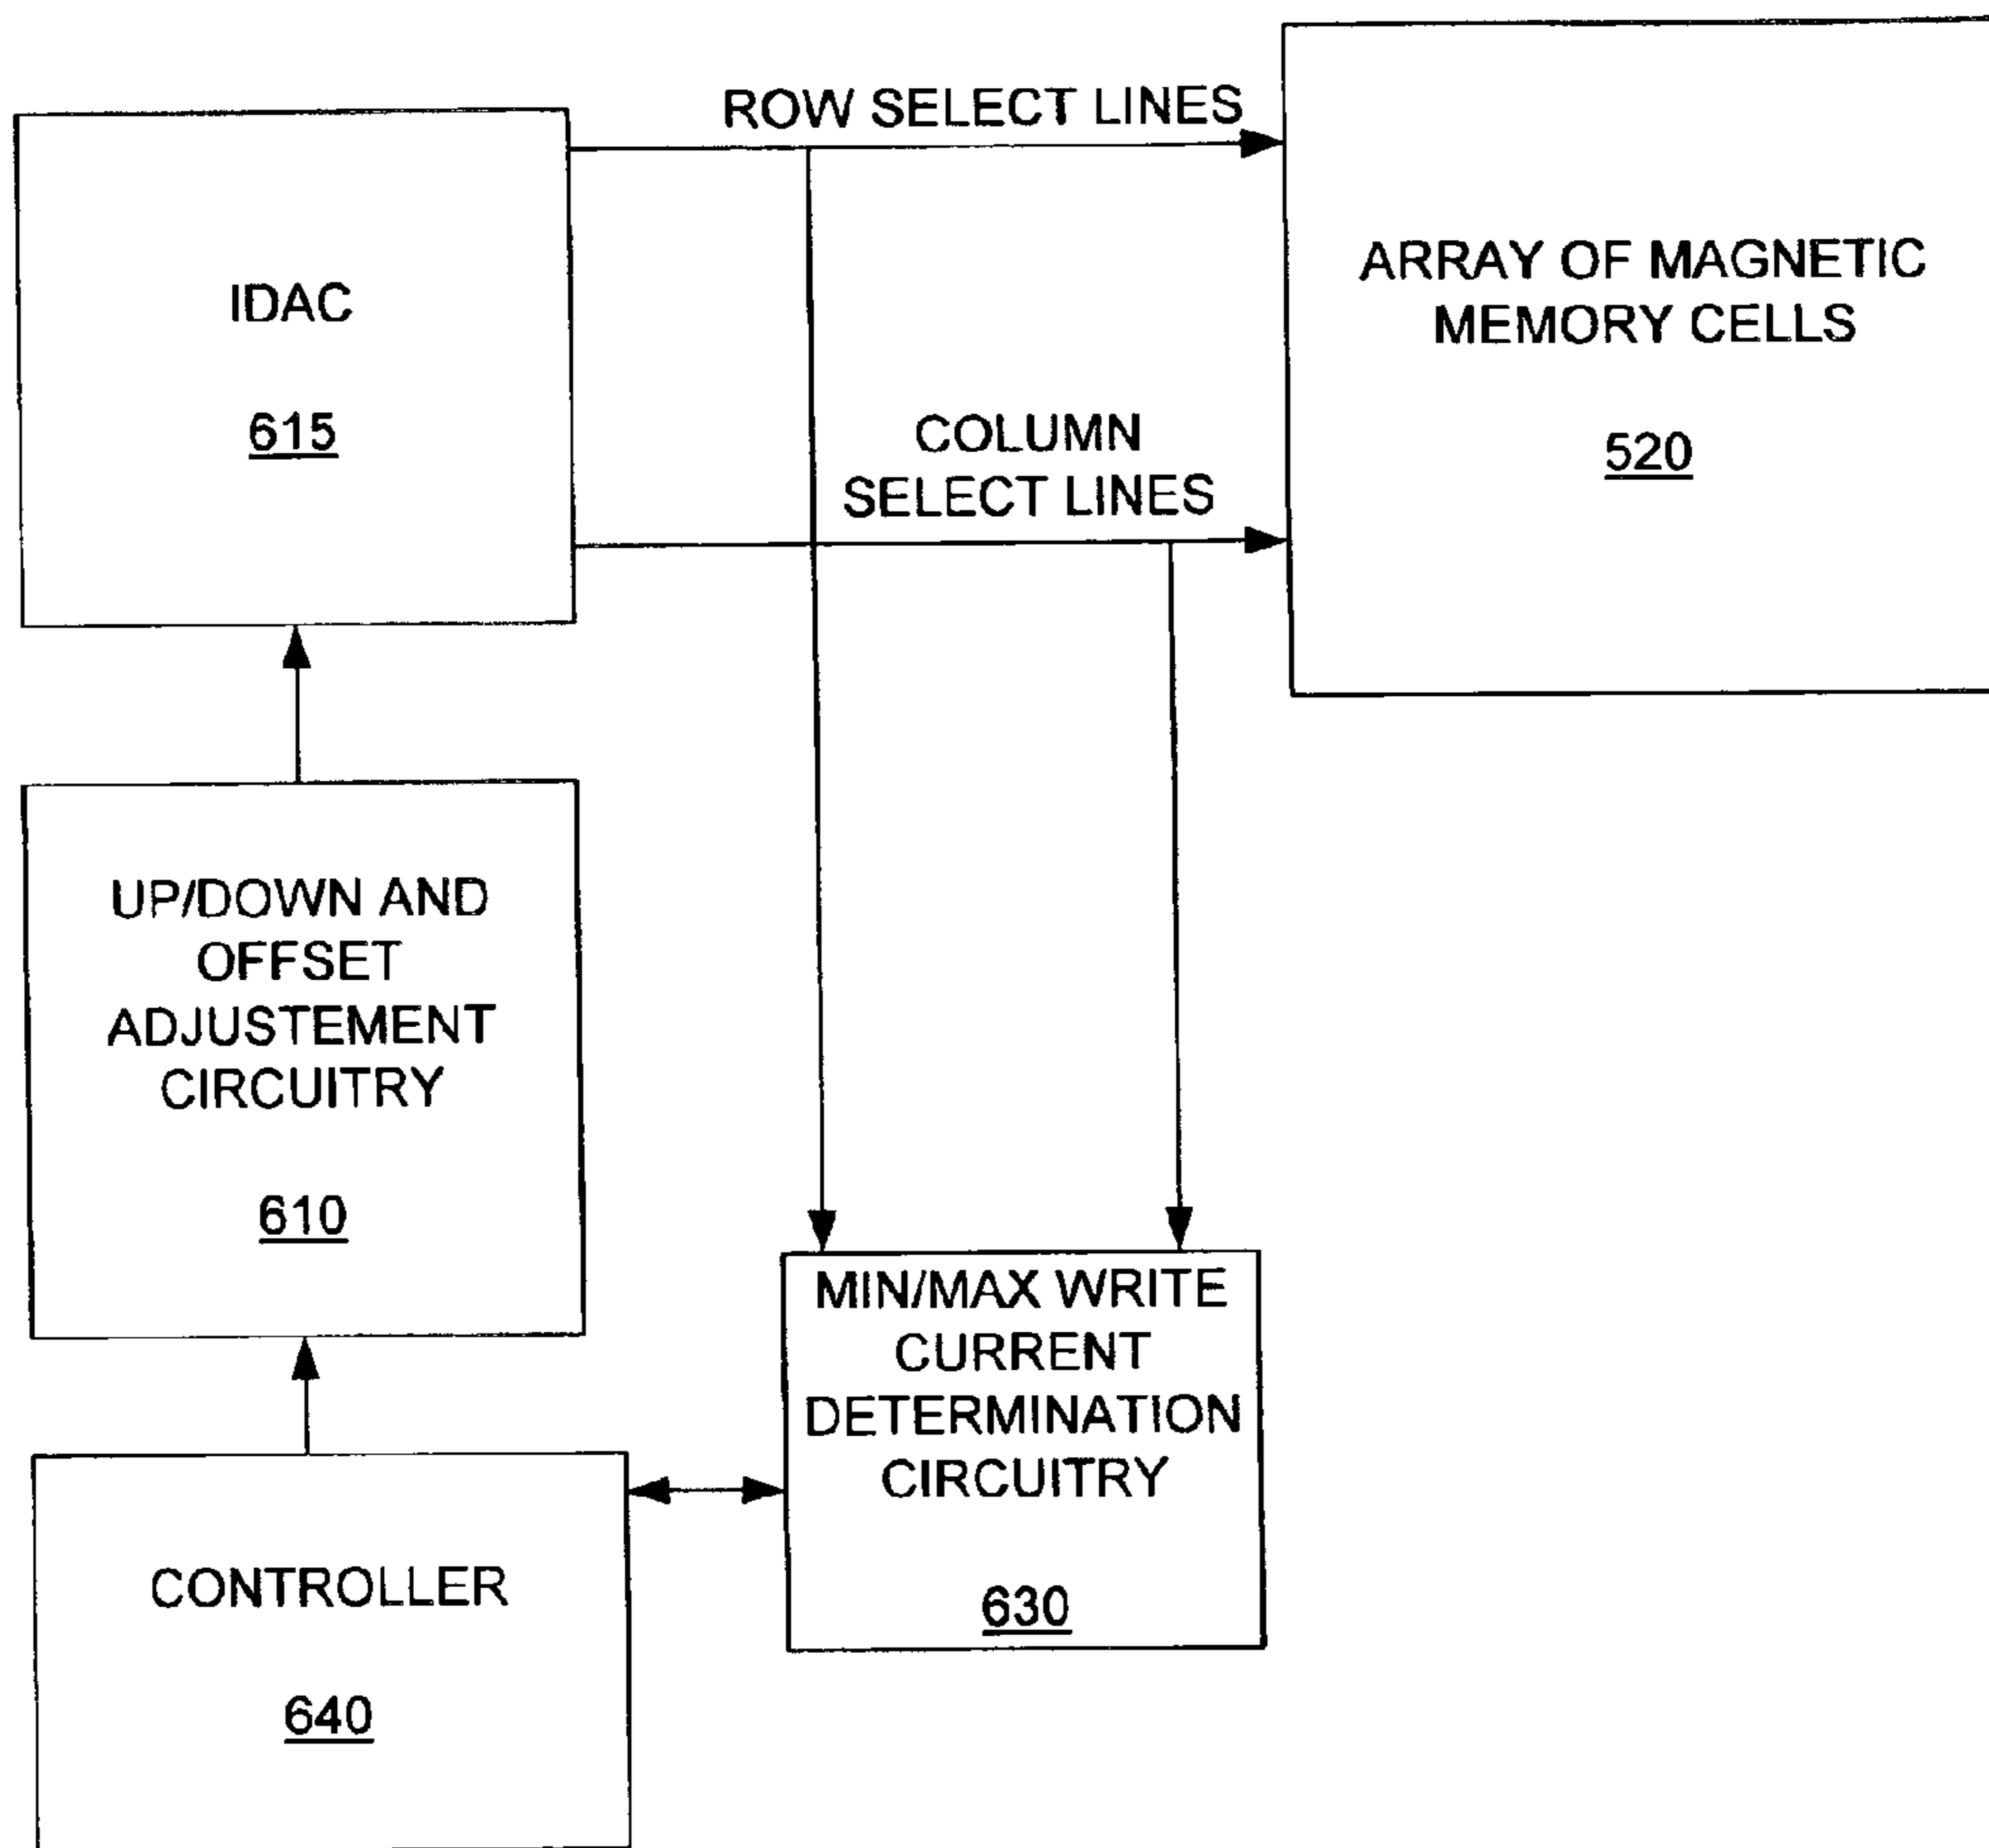 ROW SELECT LINES
IDAC
615
ARRAY OF MAGNETIC
MEMORY CELLS
520
COLUMN
SELECT LINES
UP/DOWN AND
OFFSET
ADJUSTEMENT
CIRCUITRY
610
MIN/MAX WRITE
CURRENT
DETERMINATION
CIRCUITRY
630
CONTROLLER
640